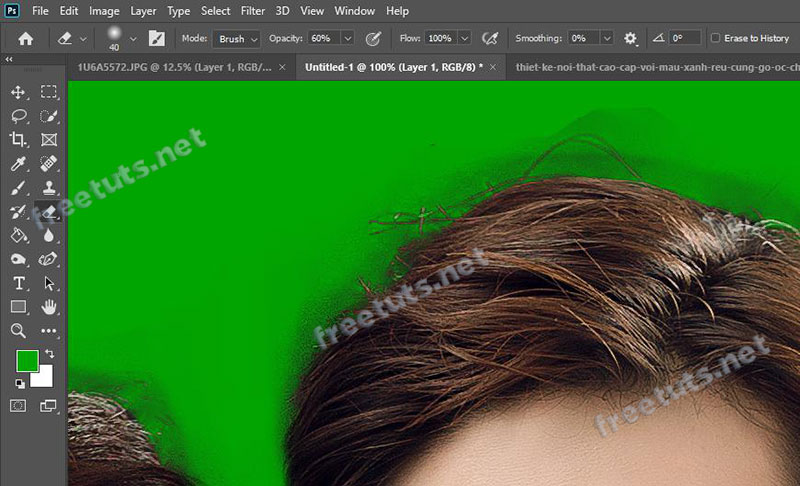 Ps File Edit Image Layer Type Select Filter 3D View Window Help
40 Mode: Brush Opacity: 60% Flow: 100% Smoothing: 0% 0° Erase to History
1U6A5572.JPG @ 12.5% (Layer 1, RGB/... × Untitled-1 @ 100% (Layer 1, RGB/8) * × thiet-ke-noi-that-cao-cap-voi-mau-xanh-reu-cung-go-oc-ch
freetuts.net
freetuts.net
freetuts.net
T